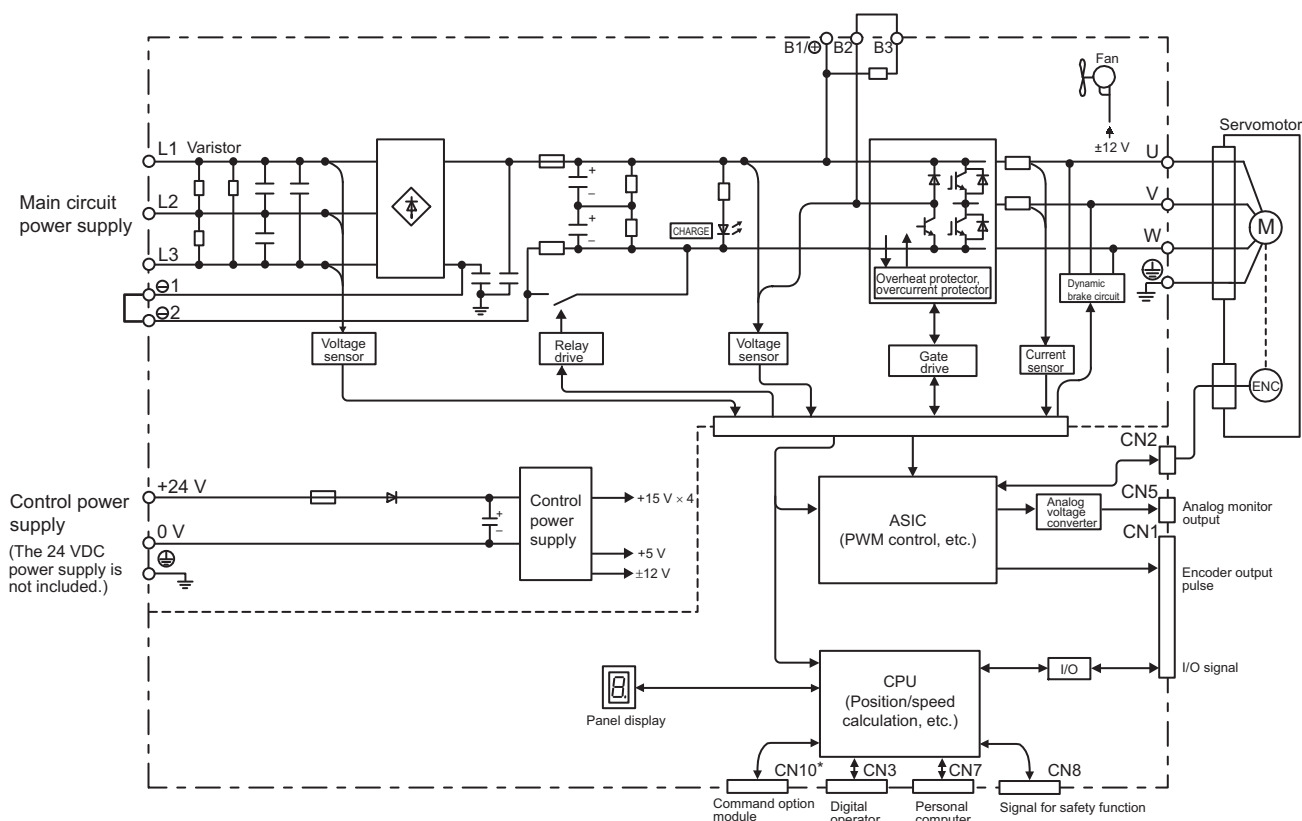 B1/⊕
B2
B3
Fan
±12 V
Servomotor
L1
Varistor
U
Main circuit
power supply
L2
V
CHARGE
W
M
L3
Overheat protector,
overcurrent protector
Dynamic
brake circuit
⊖1
⊖2
Voltage
sensor
Relay
drive
Voltage
sensor
Gate
drive
Current
sensor
ENC
CN2
Control power
supply
(The 24 VDC
power supply is
not included.)
+24 V
0 V
+
–
+
–
+
–
Control
power
supply
+15 V × 4
+5 V
±12 V
ASIC
(PWM control, etc.)
Analog
voltage
converter
CN5
Analog monitor
output
CN1
Encoder output
pulse
CPU
(Position/speed
calculation, etc.)
I/O
I/O signal
8.
Panel display
CN10*
CN3
CN7
CN8
Command option
module
Digital
operator
Personal
computer
Signal for safety function